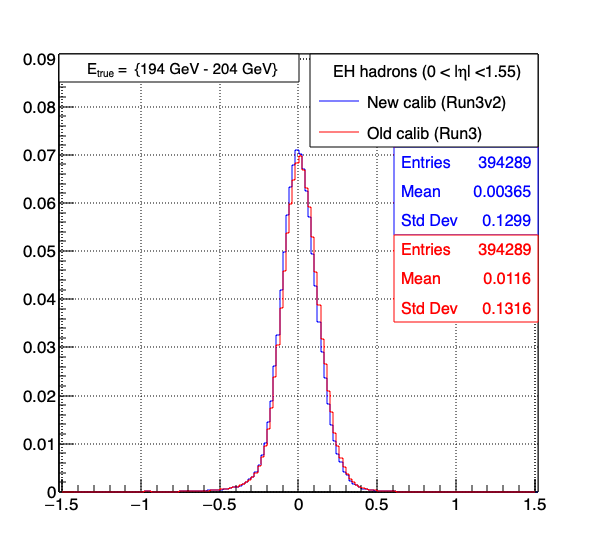 E_true = {194 GeV - 204 GeV}
EH hadrons (0 < |η| <1.55)
New calib (Run3v2)
Old calib (Run3)
Entries 394289
Mean 0.00365
Std Dev 0.1299
Entries 394289
Mean 0.0116
Std Dev 0.1316
0.09
0.08
0.07
0.06
0.05
0.04
0.03
0.02
0.01
0
−1.5 −1 −0.5 0 0.5 1 1.5